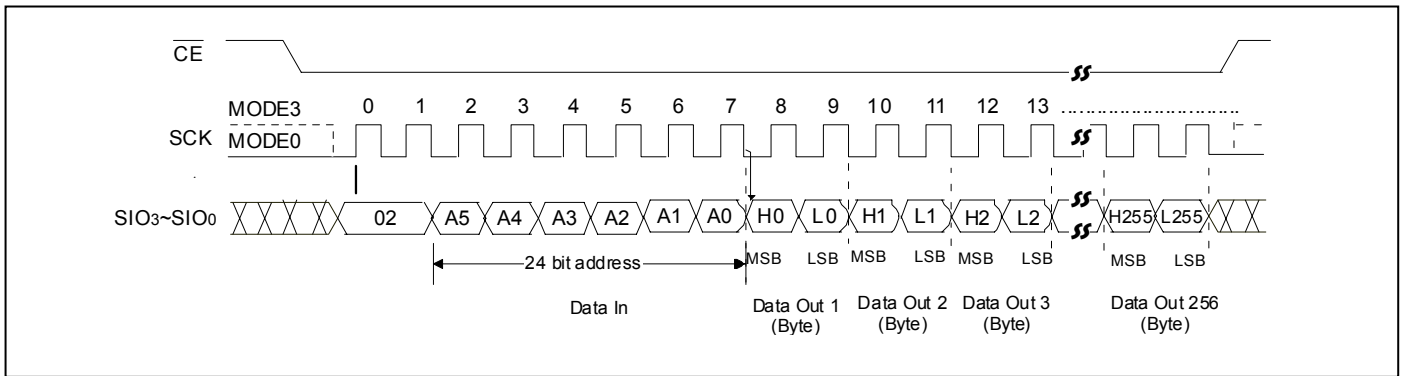 CE
MODE3 0 1 2 3 4 5 6 7 8 9 10 11 12 13
SCK MODE0
SIO3~SIO0 02 A5 A4 A3 A2 A1 A0 H0 L0 H1 L1 H2 L2 H255 L255
24 bit address MSB LSB MSB LSB MSB LSB MSB LSB
Data In Data Out 1 Data Out 2 Data Out 3 Data Out 256
(Byte) (Byte) (Byte) (Byte)